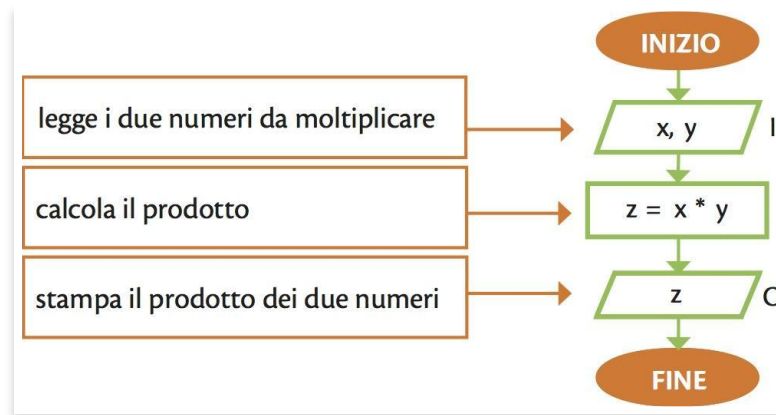 INIZIO
legge i due numeri da moltiplicare
x, y
I
calcola il prodotto
z = x * y
stampa il prodotto dei due numeri
z
O
FINE